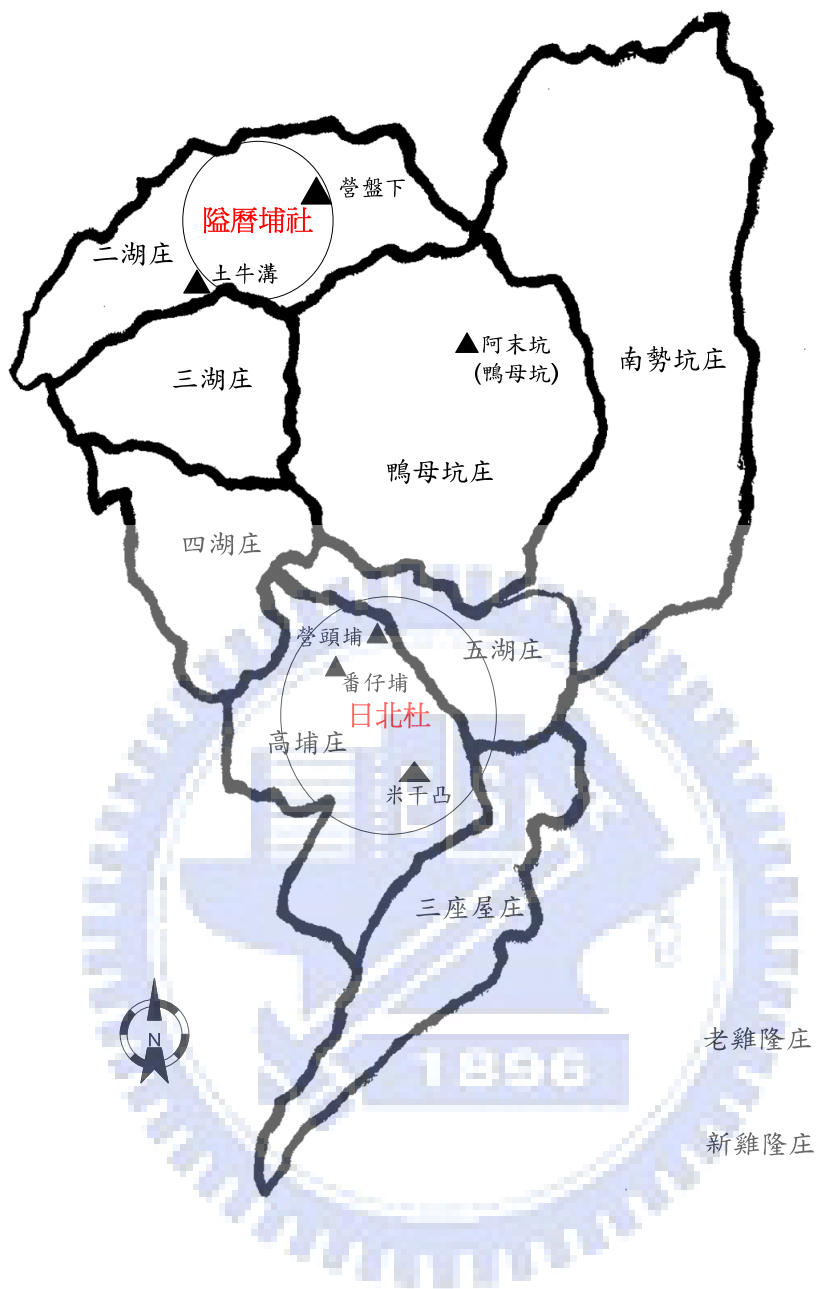 營盤下
隘曆埔社
二湖庄
土牛溝
三湖庄
阿末坑
(鴨母坑)
南勢坑庄
鴨母坑庄
四湖庄
營頭埔
五湖庄
番仔埔
日北杜
高埔庄
米干凸
三座屋庄
N
老雞隆庄
1896
新雞隆庄